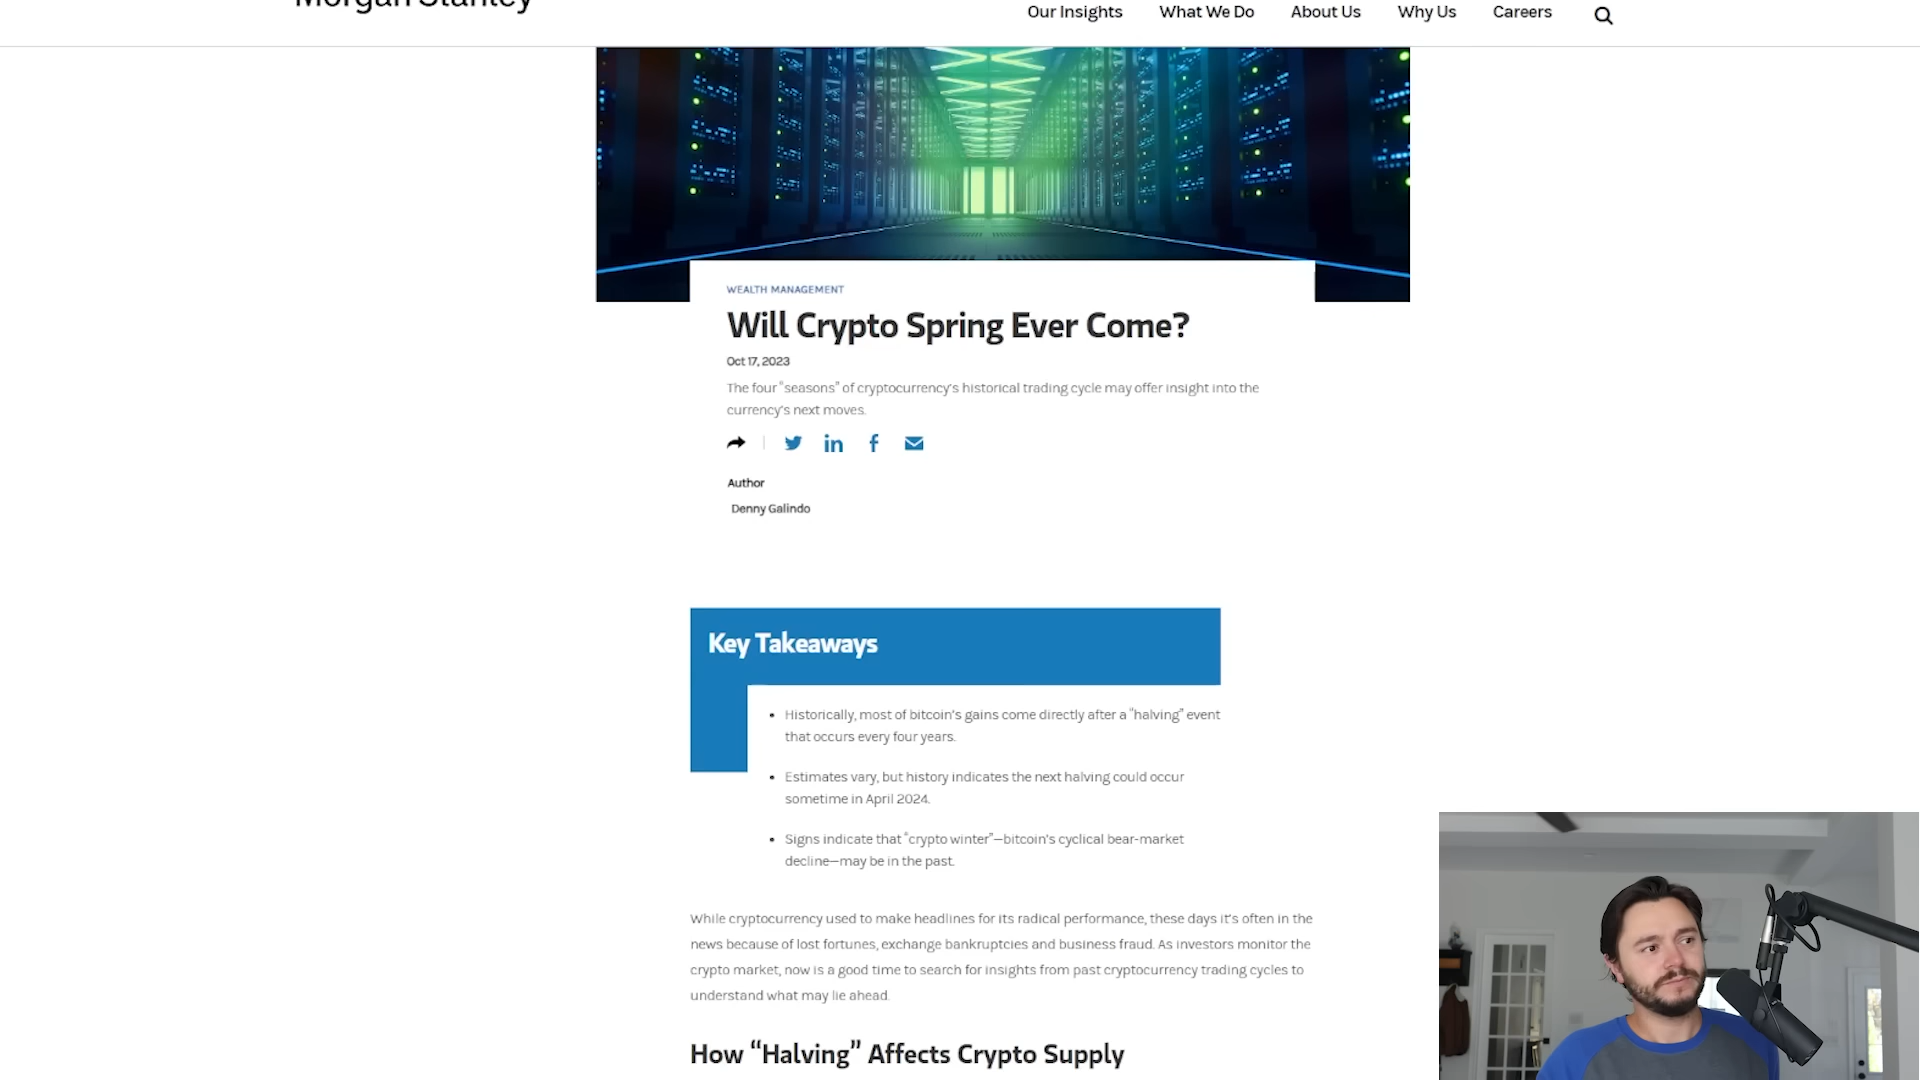 Morgan Stanley
Our Insights What We Do About Us Why Us Careers
WEALTH MANAGEMENT
Will Crypto Spring Ever Come?
Oct 17, 2023
The four “seasons” of cryptocurrency’s historical trading cycle may offer insight into the
currency’s next moves.
Author
Denny Galindo
Key Takeaways
Historically, most of bitcoin’s gains come directly after a “halving” event
that occurs every four years.
Estimates vary, but history indicates the next halving could occur
sometime in April 2024.
Signs indicate that “crypto winter”—bitcoin’s cyclical bear-market
decline—may be in the past.
While cryptocurrency used to make headlines for its radical performance, these days it’s often in the
news because of lost fortunes, exchange bankruptcies and business fraud. As investors monitor the
crypto market, now is a good time to search for insights from past cryptocurrency trading cycles to
understand what may lie ahead.
How “Halving” Affects Crypto Supply